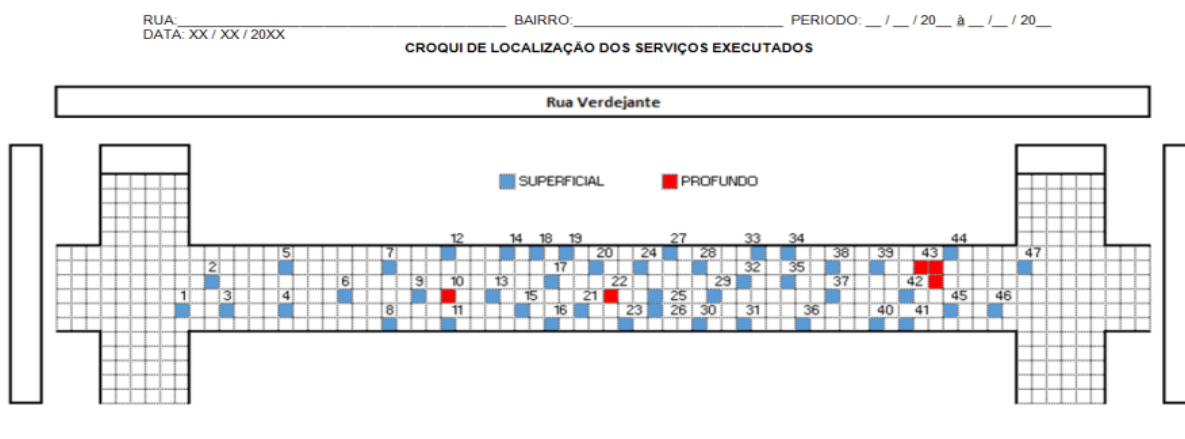 RUA:____________________________________________ BAIRRO:____________________________ PERIODO: __ / __ / 20__ à __ /__ / 20__
DATA: XX / XX / 20XX
CROQUI DE LOCALIZAÇÃO DOS SERVIÇOS EXECUTADOS
Rua Verdejante
SUPERFICIAL PROFUNDO
12 14 18 19 27 33 34 44
5 7 20 24 28 38 39 43 47
2 17 32 35
6 9 10 13 22 29 37 42
1 3 4 15 21 25 45 46
8 11 16 23 26 30 31 36 40 41